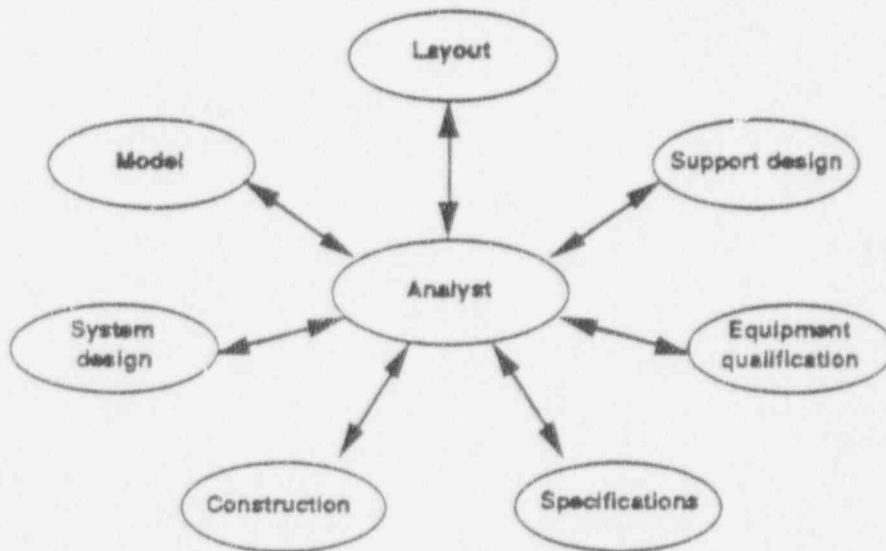 Layout
Model
Support design
Analyst
System
design
Equipment
qualification
Construction
Specifications